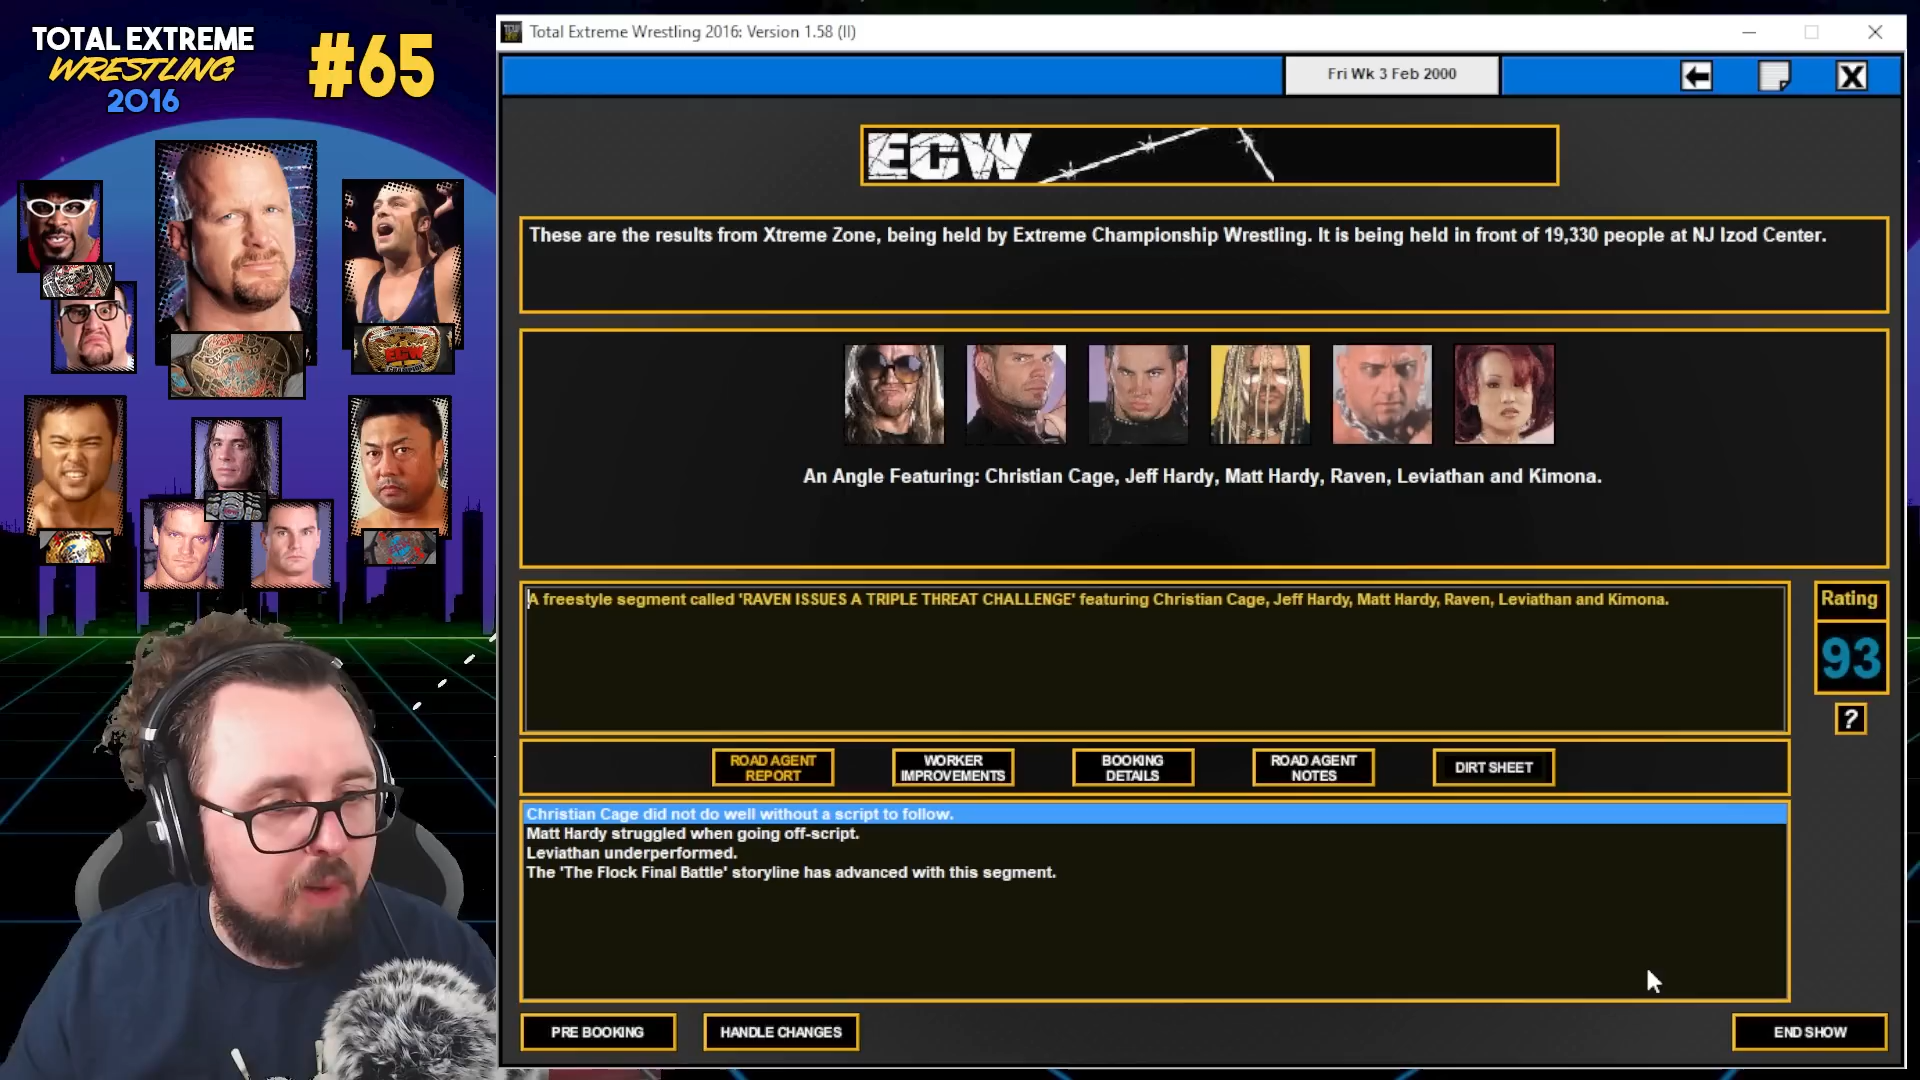 TOTAL EXTREME
WRESTLING
2016
#65
Total Extreme Wrestling 2016: Version 1.58 (II)
Fri Wk 3 Feb 2000
X
ECW
These are the results from Xtreme Zone, being held by Extreme Championship Wrestling. It is being held in front of 19,330 people at NJ Izod Center.
An Angle Featuring: Christian Cage, Jeff Hardy, Matt Hardy, Raven, Leviathan and Kimona.
A freestyle segment called 'RAVEN ISSUES A TRIPLE THREAT CHALLENGE' featuring Christian Cage, Jeff Hardy, Matt Hardy, Raven, Leviathan and Kimona.
Rating
93
?
ROAD AGENT
REPORT
WORKER
IMPROVEMENTS
BOOKING
DETAILS
ROAD AGENT
NOTES
DIRT SHEET
Christian Cage did not do well without a script to follow.
Matt Hardy struggled when going off-script.
Leviathan underperformed.
The 'The Flock Final Battle' storyline has advanced with this segment.
PRE BOOKING
HANDLE CHANGES
END SHOW